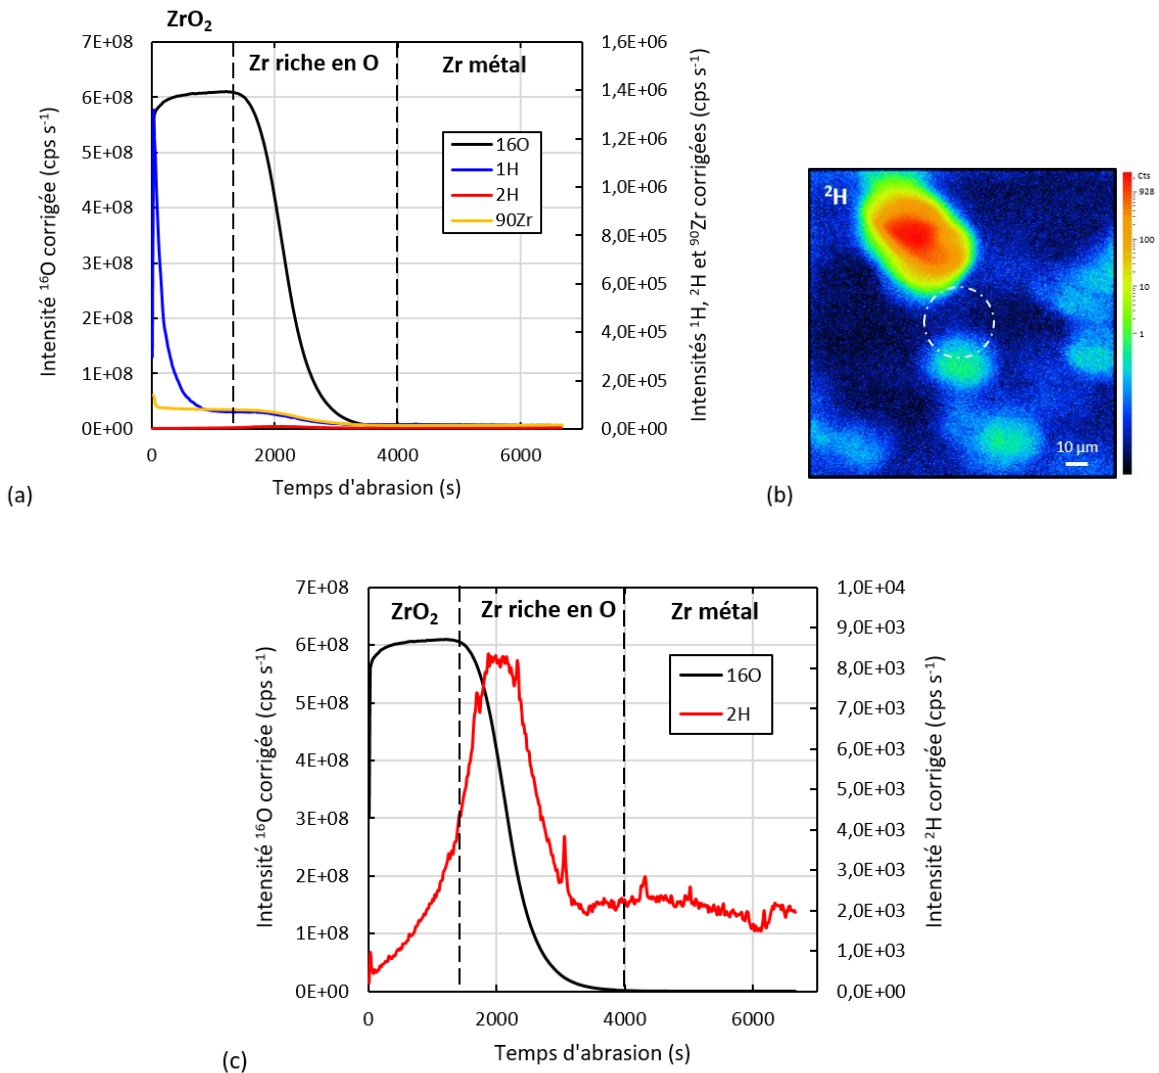 ZrO₂
7E+08
6E+08
5E+08
4E+08
3E+08
2E+08
1E+08
0E+00
Intensité ¹⁶O corrigée (cps s⁻¹)
Zr riche en O
Zr métal
16O
1H
2H
90Zr
1,6E+06
1,4E+06
1,2E+06
1,0E+06
8,0E+05
6,0E+05
4,0E+05
2,0E+05
0,0E+00
Intensités ¹H, ²H et ⁹⁰Zr corrigées (cps s⁻¹)
0
2000
4000
6000
Temps d'abrasion (s)
(a)
²H
Cts
928
100
10
1
10 µm
(b)
7E+08
6E+08
5E+08
4E+08
3E+08
2E+08
1E+08
0E+00
Intensité ¹⁶O corrigée (cps s⁻¹)
ZrO₂
Zr riche en O
Zr métal
16O
2H
1,0E+04
9,0E+03
8,0E+03
7,0E+03
6,0E+03
5,0E+03
4,0E+03
3,0E+03
2,0E+03
1,0E+03
0,0E+00
Intensité ²H corrigée (cps s⁻¹)
0
2000
4000
6000
Temps d'abrasion (s)
(c)